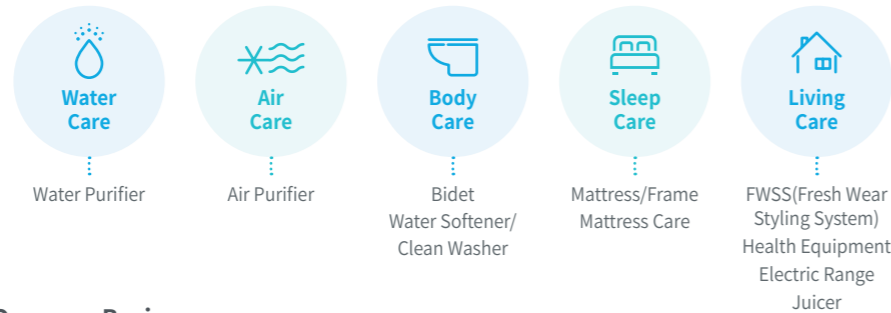 Water
Care
Air
Care
Body
Care
Sleep
Care
Living
Care
Water Purifier
Air Purifier
Bidet
Water Softener/
Clean Washer
Mattress/Frame
Mattress Care
FWSS(Fresh Wear
Styling System)
Health Equipment
Electric Range
Juicer